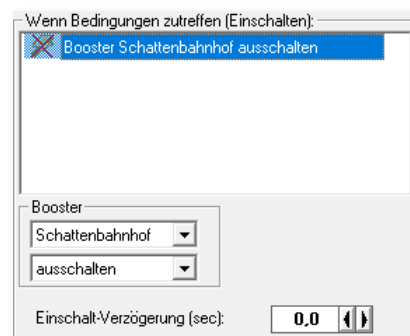 Wenn Bedingungen zutreffen (Einschalten):
Booster Schattenbahnhof ausschalten
Booster
Schattenbahnhof
ausschalten
Einschalt-Verzögerung (sec): 0,0